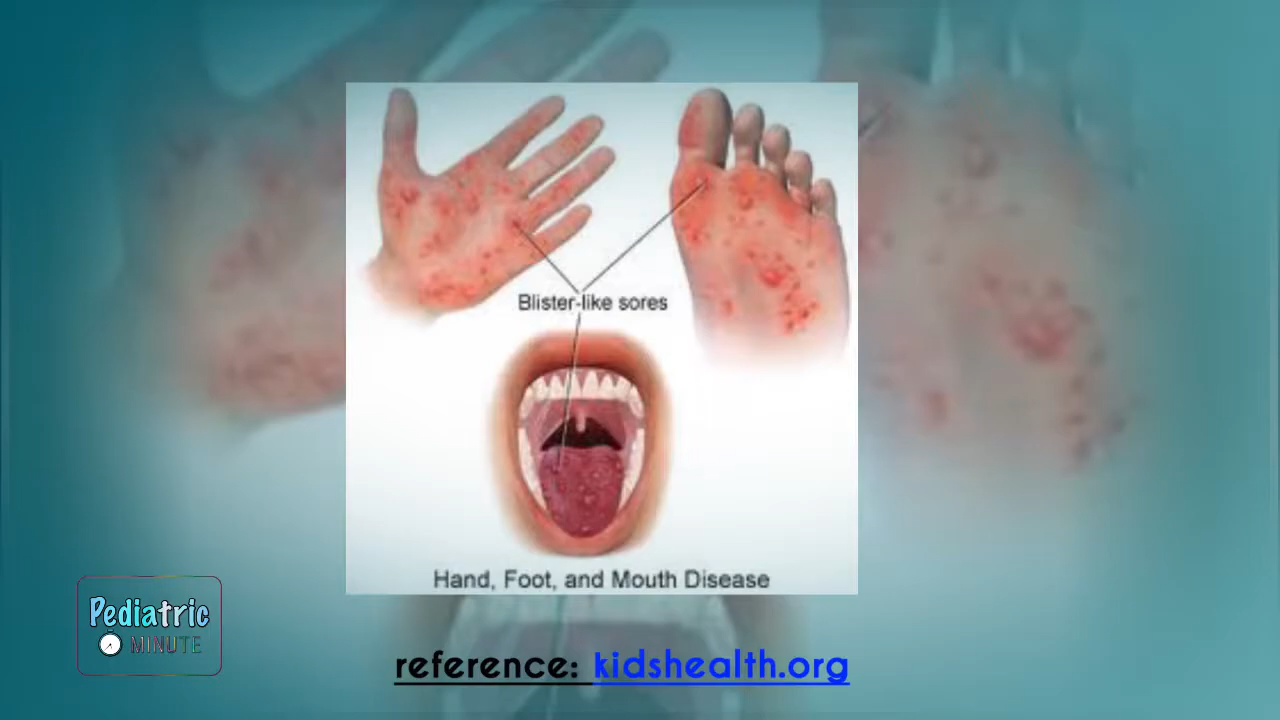 Blister-like sores
Hand, Foot, and Mouth Disease
Pediatric
MINUTE
reference: kidshealth.org